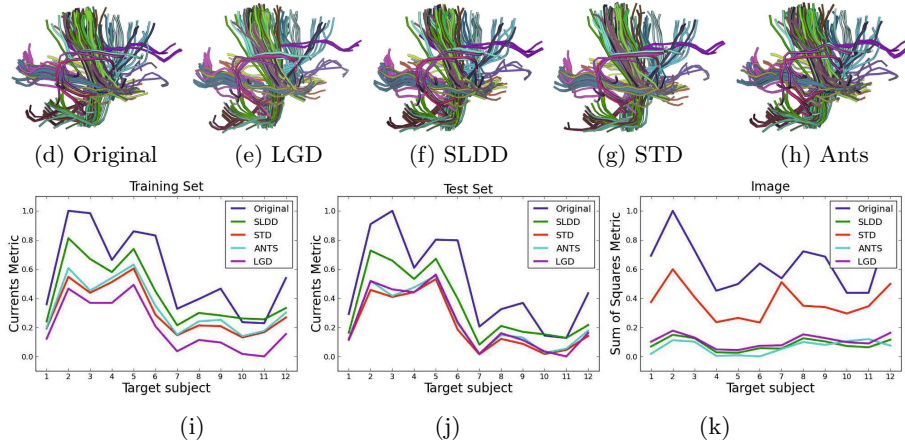 (d) Original (e) LGD (f) SLDD (g) STD (h) Ants
Training Set
Currents Metric
1.0
0.8
0.6
0.4
0.2
0.0
Original
SLDD
STD
ANTS
LGD
1 2 3 4 5 6 7 8 9 10 11 12
Target subject
(i)
Test Set
Currents Metric
1.0
0.8
0.6
0.4
0.2
0.0
Original
SLDD
STD
ANTS
LGD
1 2 3 4 5 6 7 8 9 10 11 12
Target subject
(j)
Image
Sum of Squares Metric
1.0
0.8
0.6
0.4
0.2
0.0
Original
SLDD
STD
ANTS
LGD
1 2 3 4 5 6 7 8 9 10 11 12
Target subject
(k)